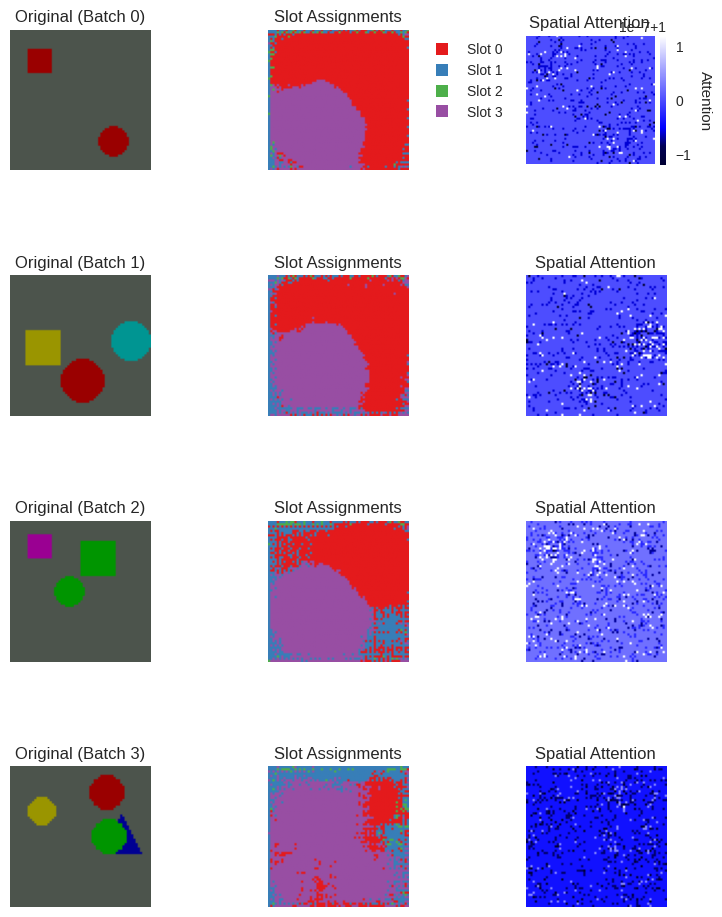 Original (Batch 0)
Slot Assignments
Spatial Attention
1e−7+1
Slot 0
Slot 1
Slot 2
Slot 3
1
0
−1
Attention
Original (Batch 1)
Slot Assignments
Spatial Attention
Original (Batch 2)
Slot Assignments
Spatial Attention
Original (Batch 3)
Slot Assignments
Spatial Attention